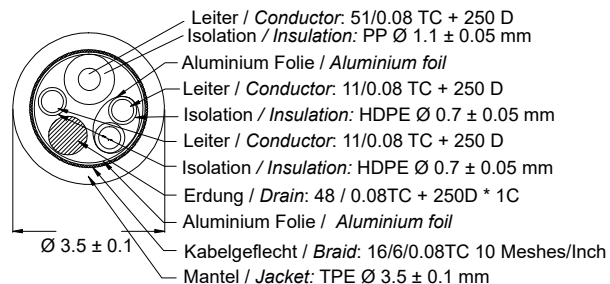 Leiter / Conductor: 51/0.08 TC + 250 D
Isolation / Insulation: PP Ø 1.1 ± 0.05 mm
Aluminium Folie / Aluminium foil
Leiter / Conductor: 11/0.08 TC + 250 D
Isolation / Insulation: HDPE Ø 0.7 ± 0.05 mm
Leiter / Conductor: 11/0.08 TC + 250 D
Isolation / Insulation: HDPE Ø 0.7 ± 0.05 mm
Erdung / Drain: 48 / 0.08TC + 250D * 1C
Aluminium Folie / Aluminium foil
Ø 3.5 ± 0.1
Kabelgeflecht / Braid: 16/6/0.08TC 10 Meshes/Inch
Mantel / Jacket: TPE Ø 3.5 ± 0.1 mm